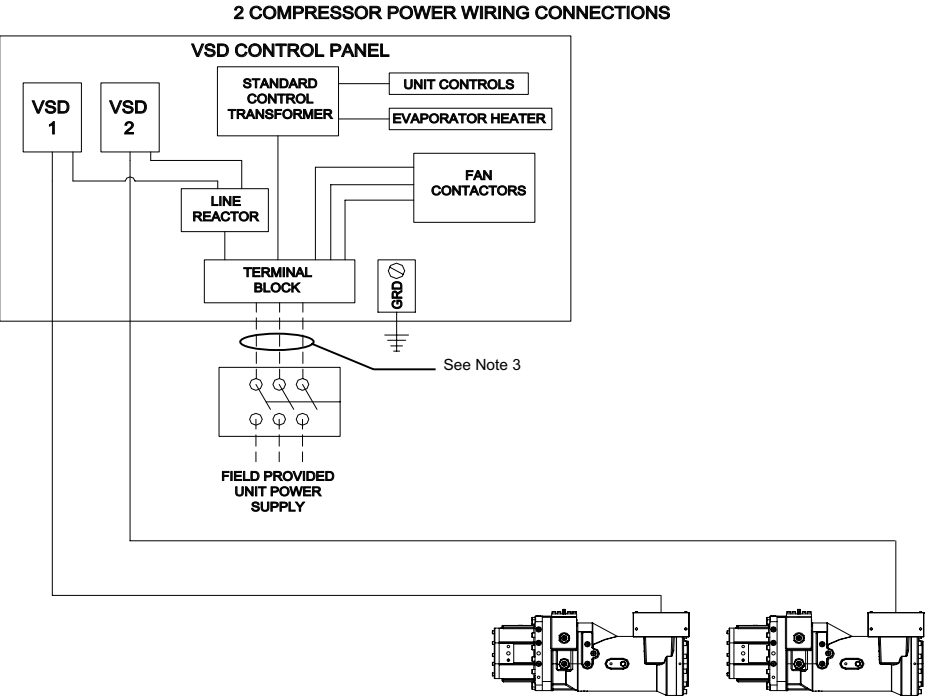 2 COMPRESSOR POWER WIRING CONNECTIONS
VSD CONTROL PANEL
VSD
1
VSD
2
STANDARD
CONTROL
TRANSFORMER
UNIT CONTROLS
EVAPORATOR HEATER
FAN
CONTACTORS
LINE
REACTOR
TERMINAL
BLOCK
GRD
See Note 3
FIELD PROVIDED
UNIT POWER
SUPPLY